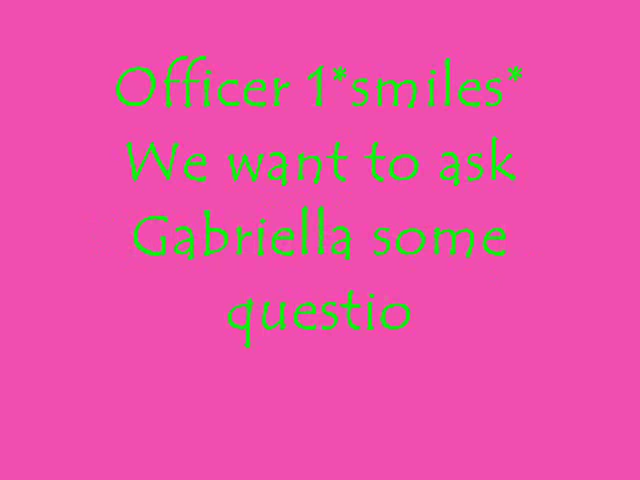 Officer 1*smiles*
We want to ask
Gabriella some
questio